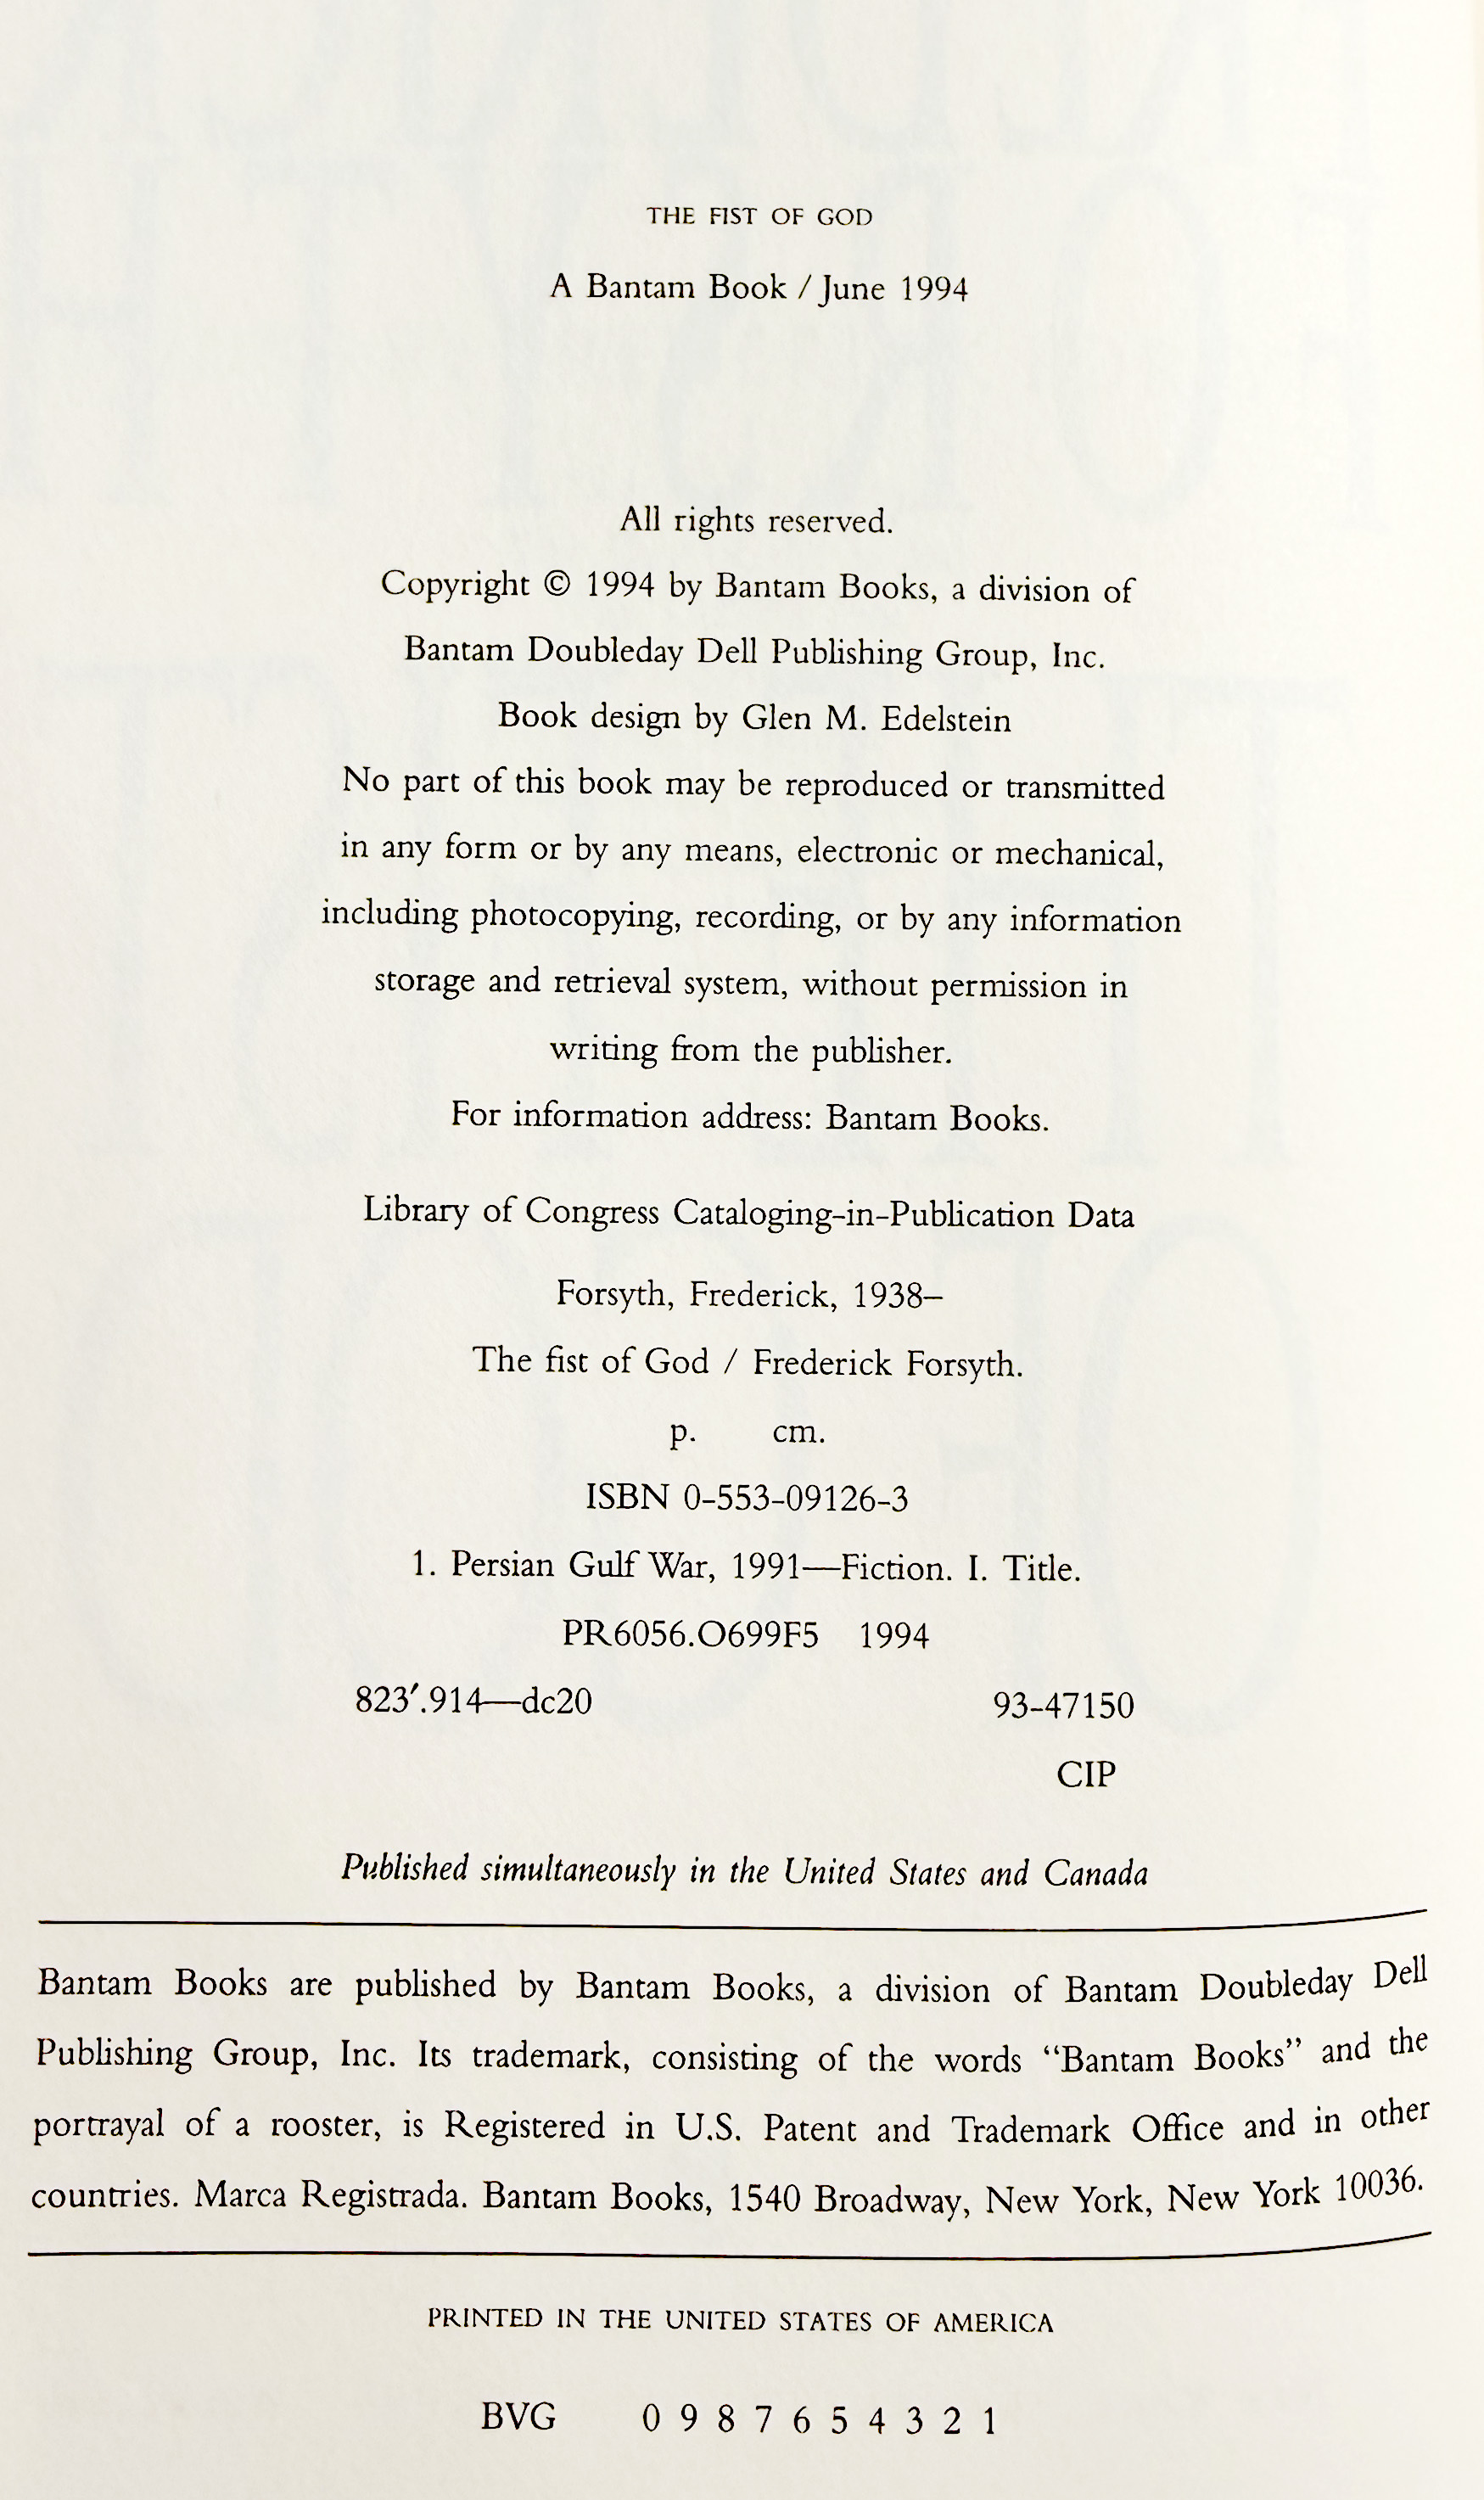 THE FIST OF GOD
A Bantam Book / June 1994
All rights reserved.
Copyright © 1994 by Bantam Books, a division of
Bantam Doubleday Dell Publishing Group, Inc.
Book design by Glen M. Edelstein
No part of this book may be reproduced or transmitted
in any form or by any means, electronic or mechanical,
including photocopying, recording, or by any information
storage and retrieval system, without permission in
writing from the publisher.
For information address: Bantam Books.
Library of Congress Cataloging-in-Publication Data
Forsyth, Frederick, 1938–
The fist of God / Frederick Forsyth.
p. cm.
ISBN 0-553-09126-3
1. Persian Gulf War, 1991—Fiction. I. Title.
PR6056.O699F5 1994
823′.914—dc20 93-47150
CIP
Published simultaneously in the United States and Canada
Bantam Books are published by Bantam Books, a division of Bantam Doubleday Dell
Publishing Group, Inc. Its trademark, consisting of the words “Bantam Books” and the
portrayal of a rooster, is Registered in U.S. Patent and Trademark Office and in other
countries. Marca Registrada. Bantam Books, 1540 Broadway, New York, New York 10036.
PRINTED IN THE UNITED STATES OF AMERICA
BVG 0 9 8 7 6 5 4 3 2 1